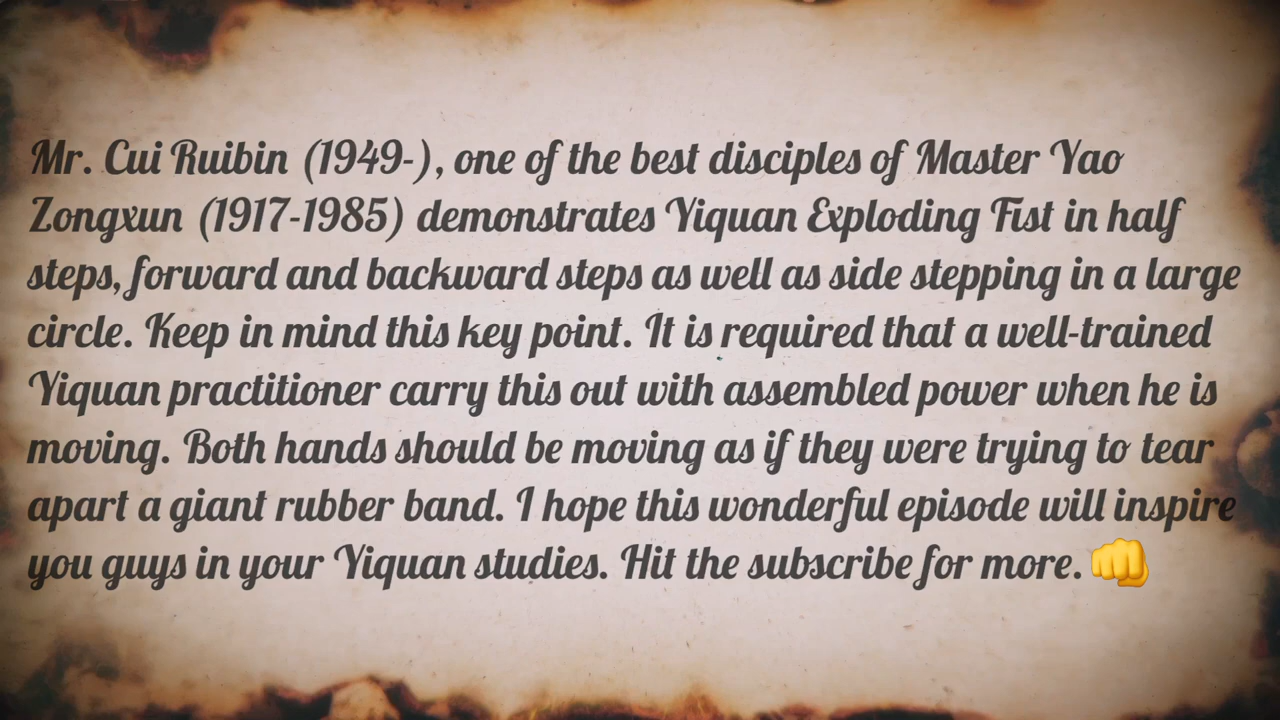 Mr. Cui Ruibin (1949-), one of the best disciples of Master Yao
Zongxun (1917-1985) demonstrates Yiquan Exploding Fist in half
steps, forward and backward steps as well as side stepping in a large
circle. Keep in mind this key point. It is required that a well-trained
Yiquan practitioner carry this out with assembled power when he is
moving. Both hands should be moving as if they were trying to tear
apart a giant rubber band. I hope this wonderful episode will inspire
you guys in your Yiquan studies. Hit the subscribe for more. 👊